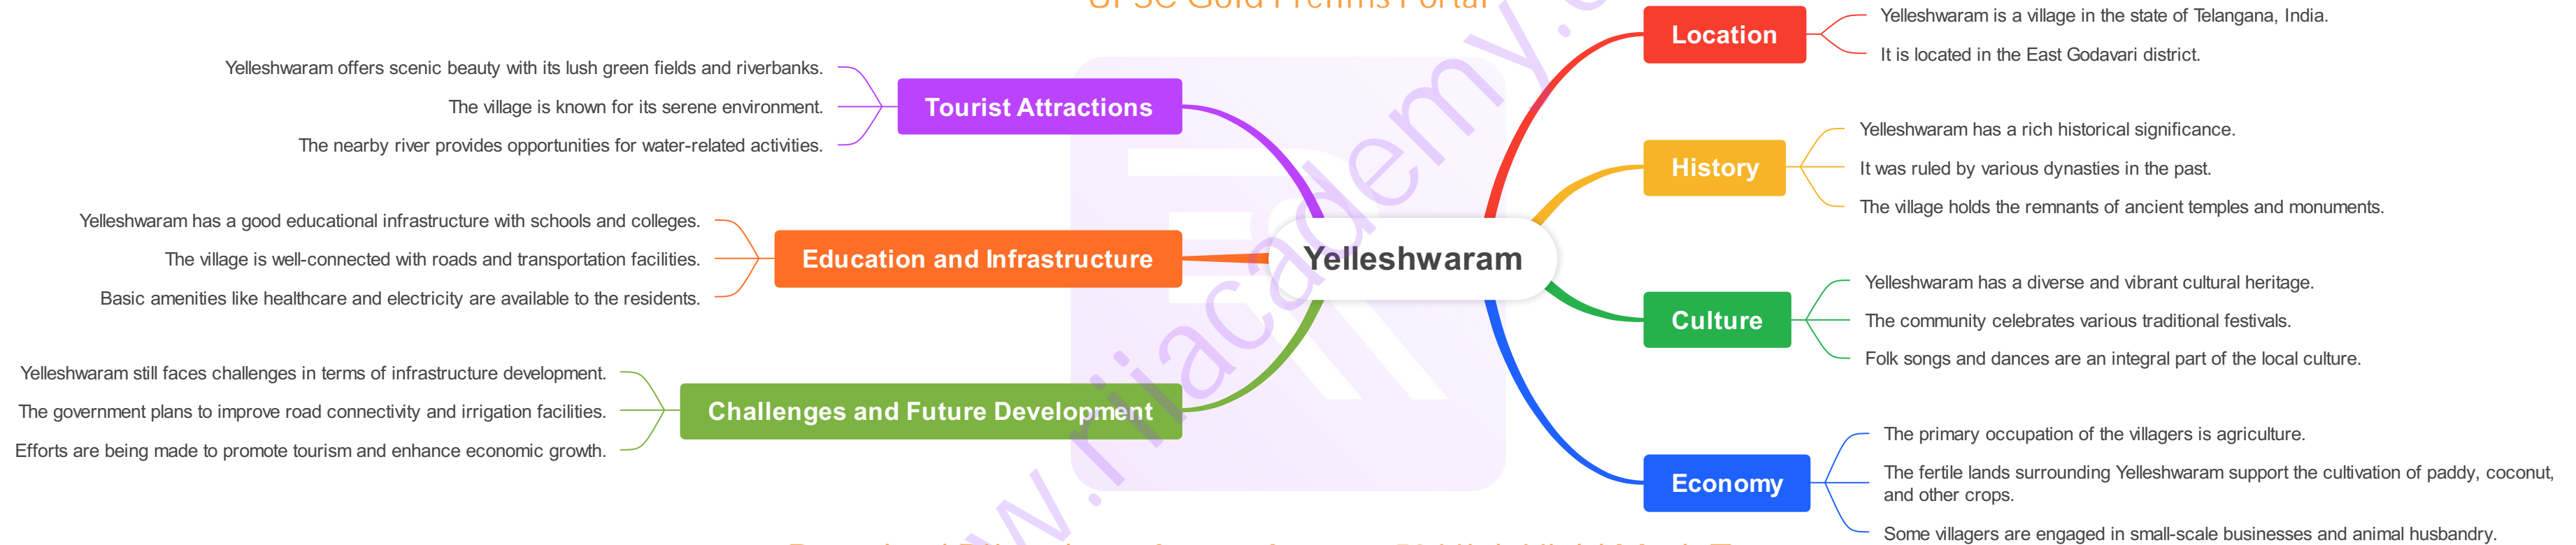 UPSC Gold Prelims Portal
Yelleshwaram
Location
Yelleshwaram is a village in the state of Telangana, India.
It is located in the East Godavari district.
History
Yelleshwaram has a rich historical significance.
It was ruled by various dynasties in the past.
The village holds the remnants of ancient temples and monuments.
Culture
Yelleshwaram has a diverse and vibrant cultural heritage.
The community celebrates various traditional festivals.
Folk songs and dances are an integral part of the local culture.
Economy
The primary occupation of the villagers is agriculture.
The fertile lands surrounding Yelleshwaram support the cultivation of paddy, coconut,
and other crops.
Some villagers are engaged in small-scale businesses and animal husbandry.
Tourist Attractions
Yelleshwaram offers scenic beauty with its lush green fields and riverbanks.
The village is known for its serene environment.
The nearby river provides opportunities for water-related activities.
Education and Infrastructure
Yelleshwaram has a good educational infrastructure with schools and colleges.
The village is well-connected with roads and transportation facilities.
Basic amenities like healthcare and electricity are available to the residents.
Challenges and Future Development
Yelleshwaram still faces challenges in terms of infrastructure development.
The government plans to improve road connectivity and irrigation facilities.
Efforts are being made to promote tourism and enhance economic growth.
w.rijacademy.c